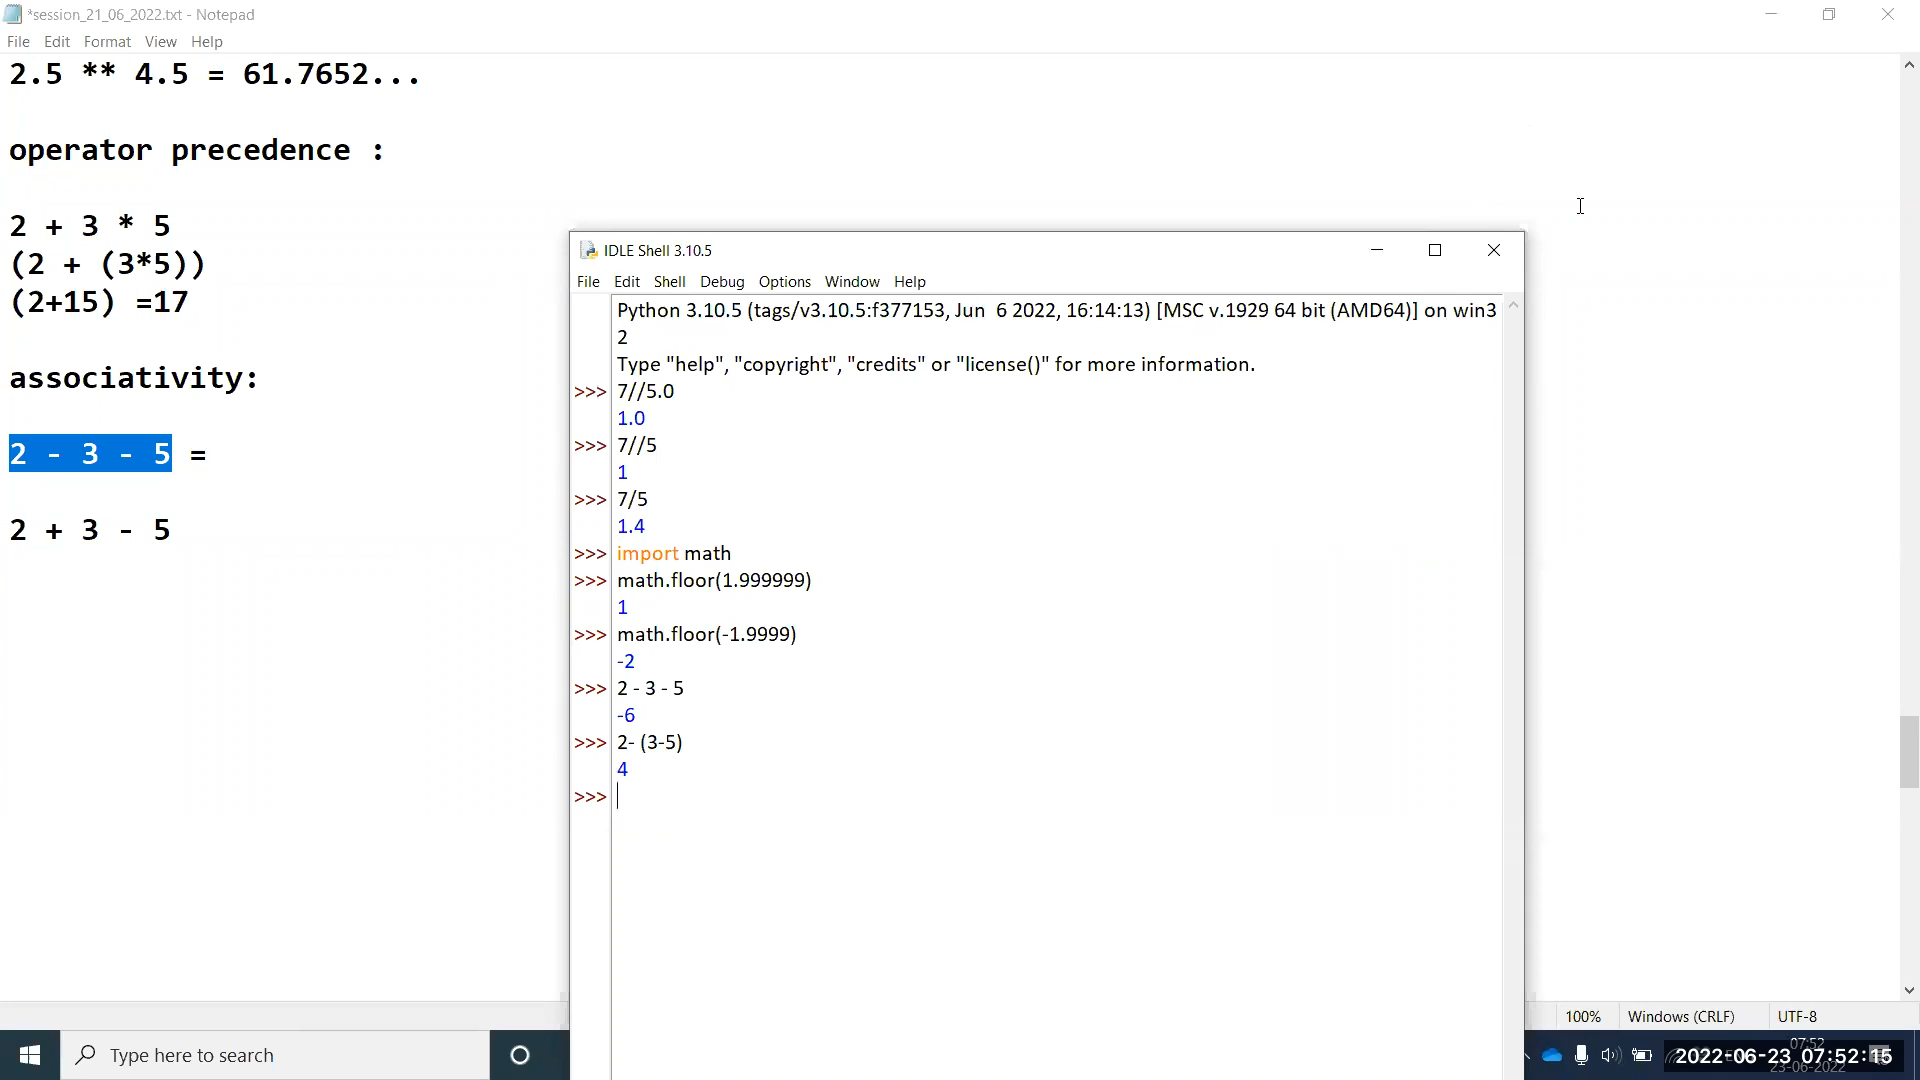 *session_21_06_2022.txt - Notepad
File Edit Format View Help
2.5 ** 4.5 = 61.7652...
operator precedence :
2 + 3 * 5
(2 + (3*5))
(2+15) =17
associativity:
2 - 3 - 5 =
2 + 3 - 5
IDLE Shell 3.10.5
File Edit Shell Debug Options Window Help
Python 3.10.5 (tags/v3.10.5:f377153, Jun 6 2022, 16:14:13) [MSC v.1929 64 bit (AMD64)] on win3
2
Type "help", "copyright", "credits" or "license()" for more information.
>>> 7//5.0
1.0
>>> 7//5
1
>>> 7/5
1.4
>>> import math
>>> math.floor(1.999999)
1
>>> math.floor(-1.9999)
-2
>>> 2 - 3 - 5
-6
>>> 2- (3-5)
4
>>>
100% Windows (CRLF) UTF-8
Type here to search
07:52
2022-06-23 07:52:15
23-06-2022